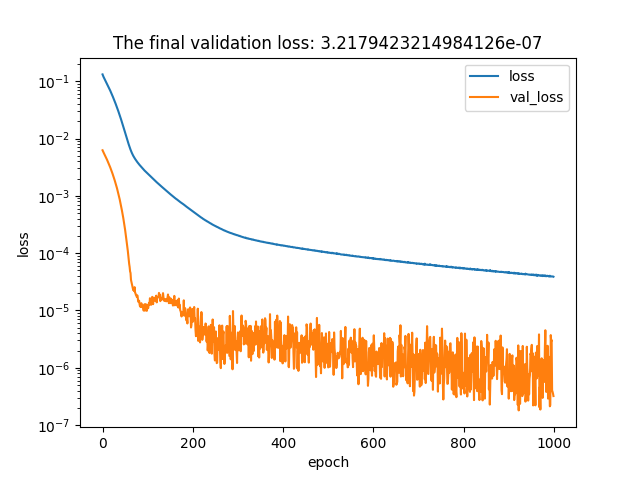 The final validation loss: 3.2179423214984126e-07
loss
val_loss
10⁻¹
10⁻²
10⁻³
10⁻⁴
10⁻⁵
10⁻⁶
10⁻⁷
loss
0 200 400 600 800 1000
epoch